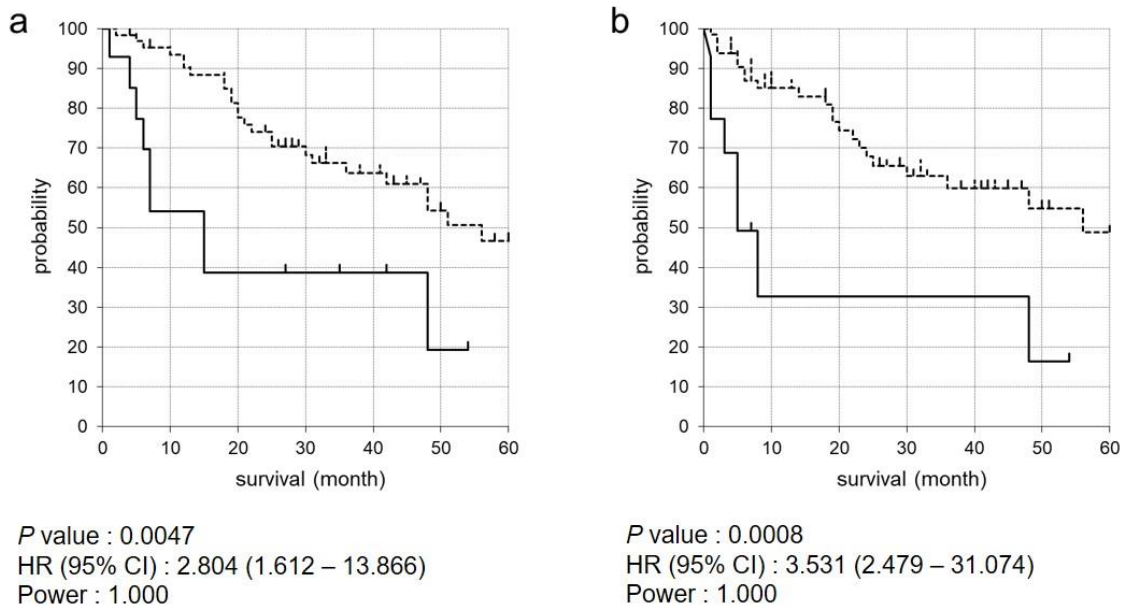 a
100
90
80
70
60
50
40
30
20
10
0
probability
0 10 20 30 40 50 60
survival (month)
P value : 0.0047
HR (95% CI) : 2.804 (1.612 – 13.866)
Power : 1.000
b
100
90
80
70
60
50
40
30
20
10
0
probability
0 10 20 30 40 50 60
survival (month)
P value : 0.0008
HR (95% CI) : 3.531 (2.479 – 31.074)
Power : 1.000